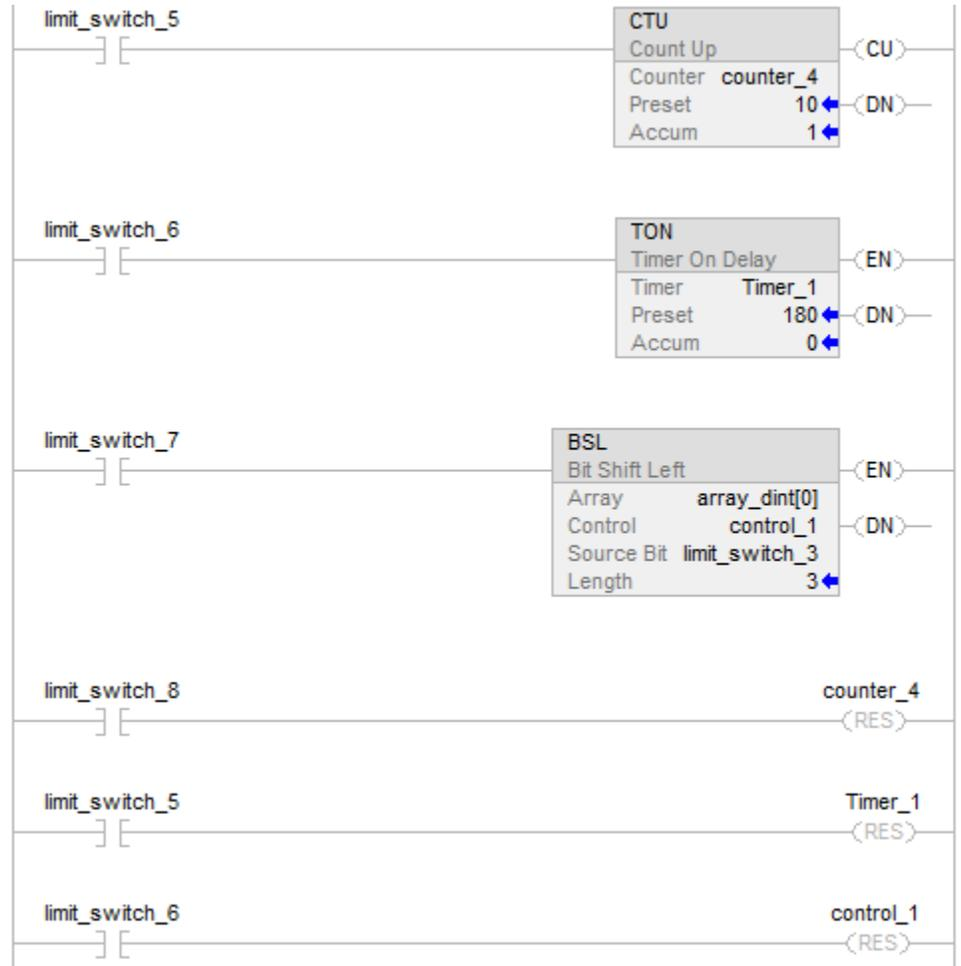 limit_switch_5
CTU
Count Up
(CU)
Counter counter_4
Preset 10 (DN)
Accum 1
limit_switch_6
TON
Timer On Delay
(EN)
Timer Timer_1
Preset 180 (DN)
Accum 0
limit_switch_7
BSL
Bit Shift Left
(EN)
Array array_dint[0]
Control control_1 (DN)
Source Bit limit_switch_3
Length 3
limit_switch_8
counter_4
(RES)
limit_switch_5
Timer_1
(RES)
limit_switch_6
control_1
(RES)